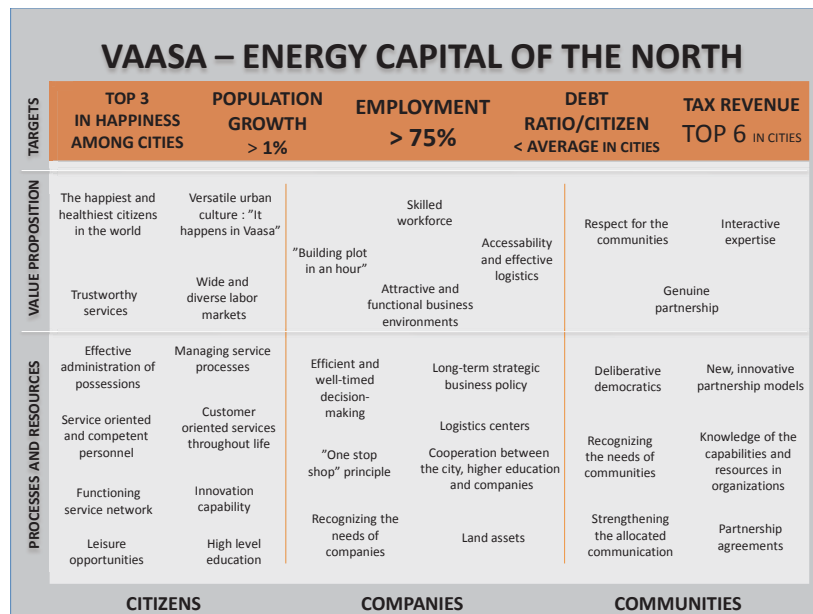 VAASA – ENERGY CAPITAL OF THE NORTH
TARGETS
TOP 3
IN HAPPINESS
AMONG CITIES
POPULATION
GROWTH
> 1%
EMPLOYMENT
> 75%
DEBT
RATIO/CITIZEN
< AVERAGE IN CITIES
TAX REVENUE
TOP 6 IN CITIES
VALUE PROPOSITION
The happiest and
healthiest citizens
in the world
Versatile urban
culture : ”It
happens in Vaasa”
Trustworthy
services
Wide and
diverse labor
markets
Skilled
workforce
”Building plot
in an hour”
Accessability
and effective
logistics
Attractive and
functional business
environments
Respect for the
communities
Interactive
expertise
Genuine
partnership
PROCESSES AND RESOURCES
Effective
administration of
possessions
Managing service
processes
Service oriented
and competent
personnel
Customer
oriented services
throughout life
Functioning
service network
Innovation
capability
Leisure
opportunities
High level
education
Efficient and
well-timed
decision-
making
Long-term strategic
business policy
Logistics centers
”One stop
shop” principle
Cooperation between
the city, higher education
and companies
Recognizing the
needs of
companies
Land assets
Deliberative
democratics
New, innovative
partnership models
Recognizing
the needs of
communities
Knowledge of the
capabilities and
resources in
organizations
Strengthening
the allocated
communication
Partnership
agreements
CITIZENS
COMPANIES
COMMUNITIES